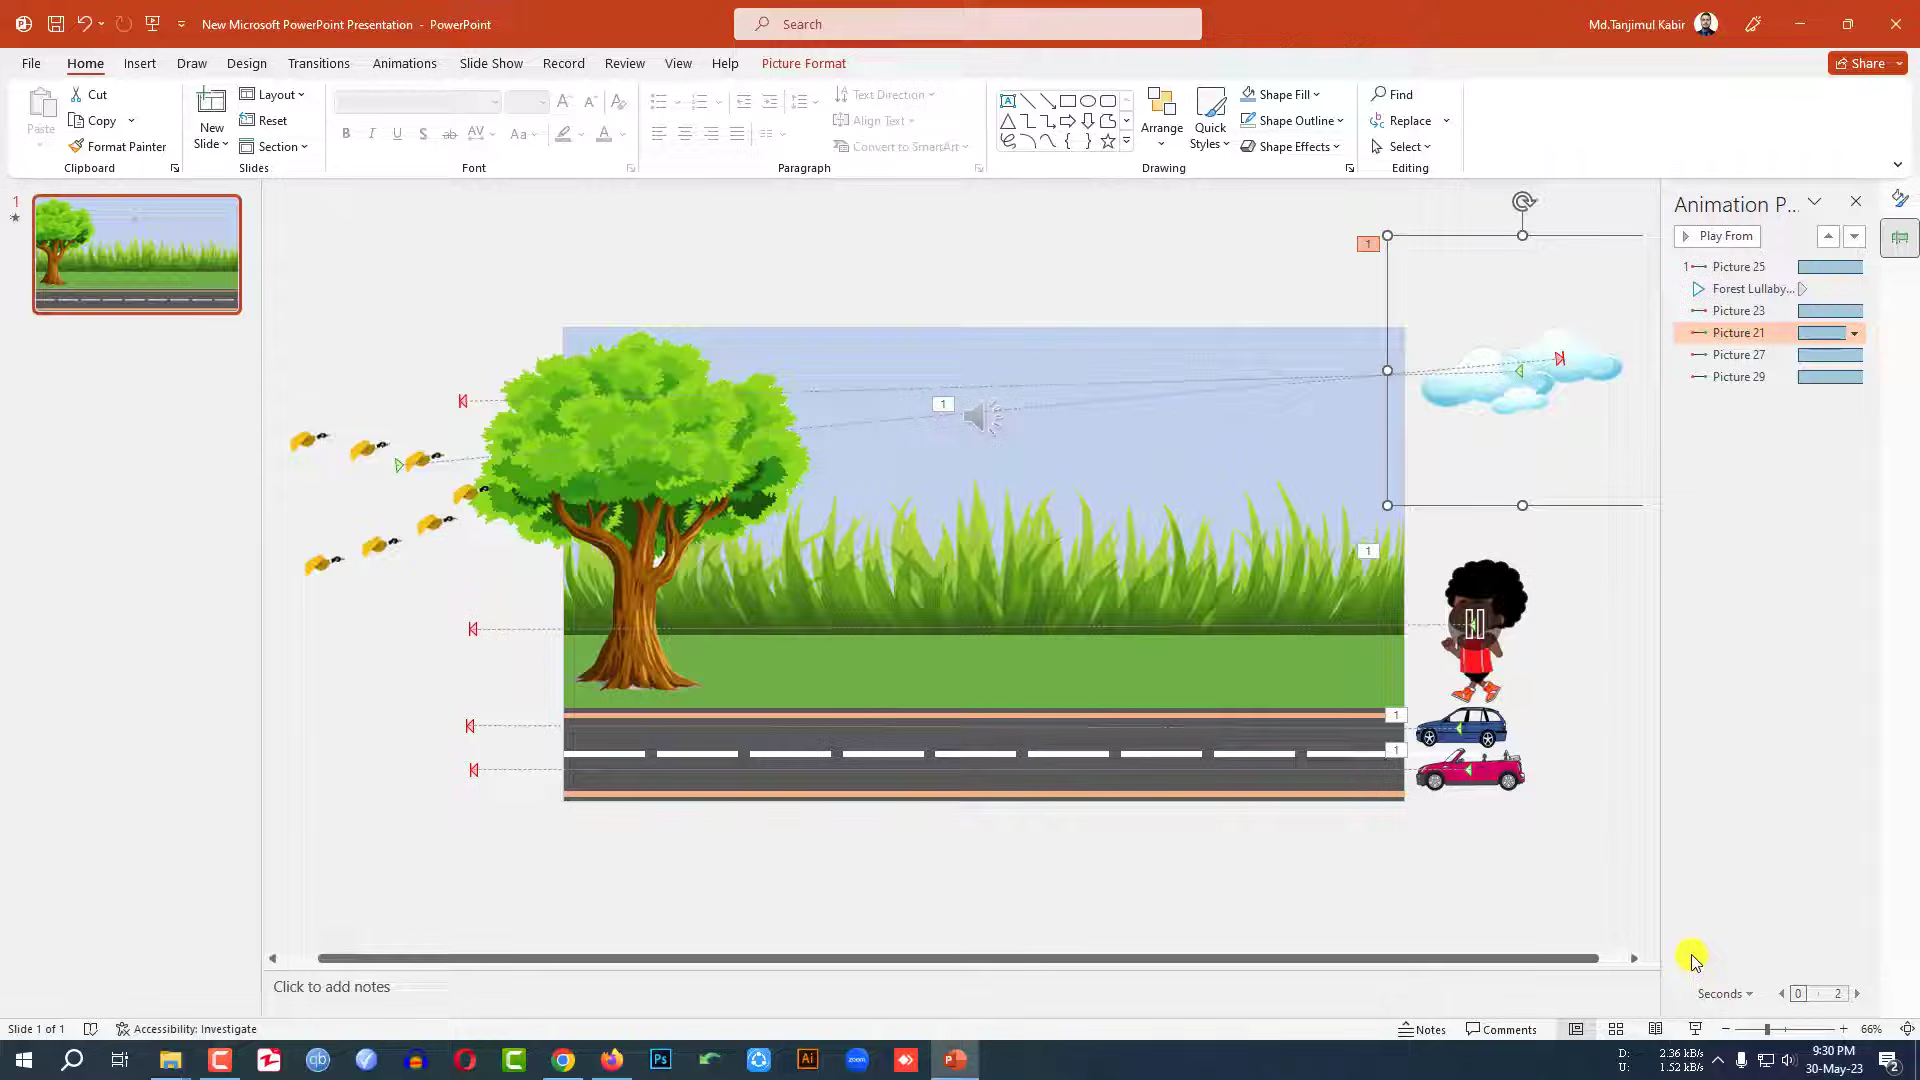 New Microsoft PowerPoint Presentation - PowerPoint
Search
Md.Tanjimul Kabir
File
Home
Insert
Draw
Design
Transitions
Animations
Slide Show
Record
Review
View
Help
Picture Format
Share
Paste
Cut
Copy
Format Painter
Clipboard
New
Slide
Layout
Reset
Section
Slides
Font
Text Direction
Align Text
Convert to SmartArt
Paragraph
Arrange
Quick
Styles
Shape Fill
Shape Outline
Shape Effects
Drawing
Find
Replace
Select
Editing
1
1
1
1
1
1
Animation P...
Play From
1 Picture 25
Forest Lullaby...
Picture 23
Picture 21
Picture 27
Picture 29
Seconds
0
2
Click to add notes
Slide 1 of 1
Accessibility: Investigate
Notes
Comments
66%
D: 2.36 kB/s
U: 1.52 kB/s
9:30 PM
30-May-23
2